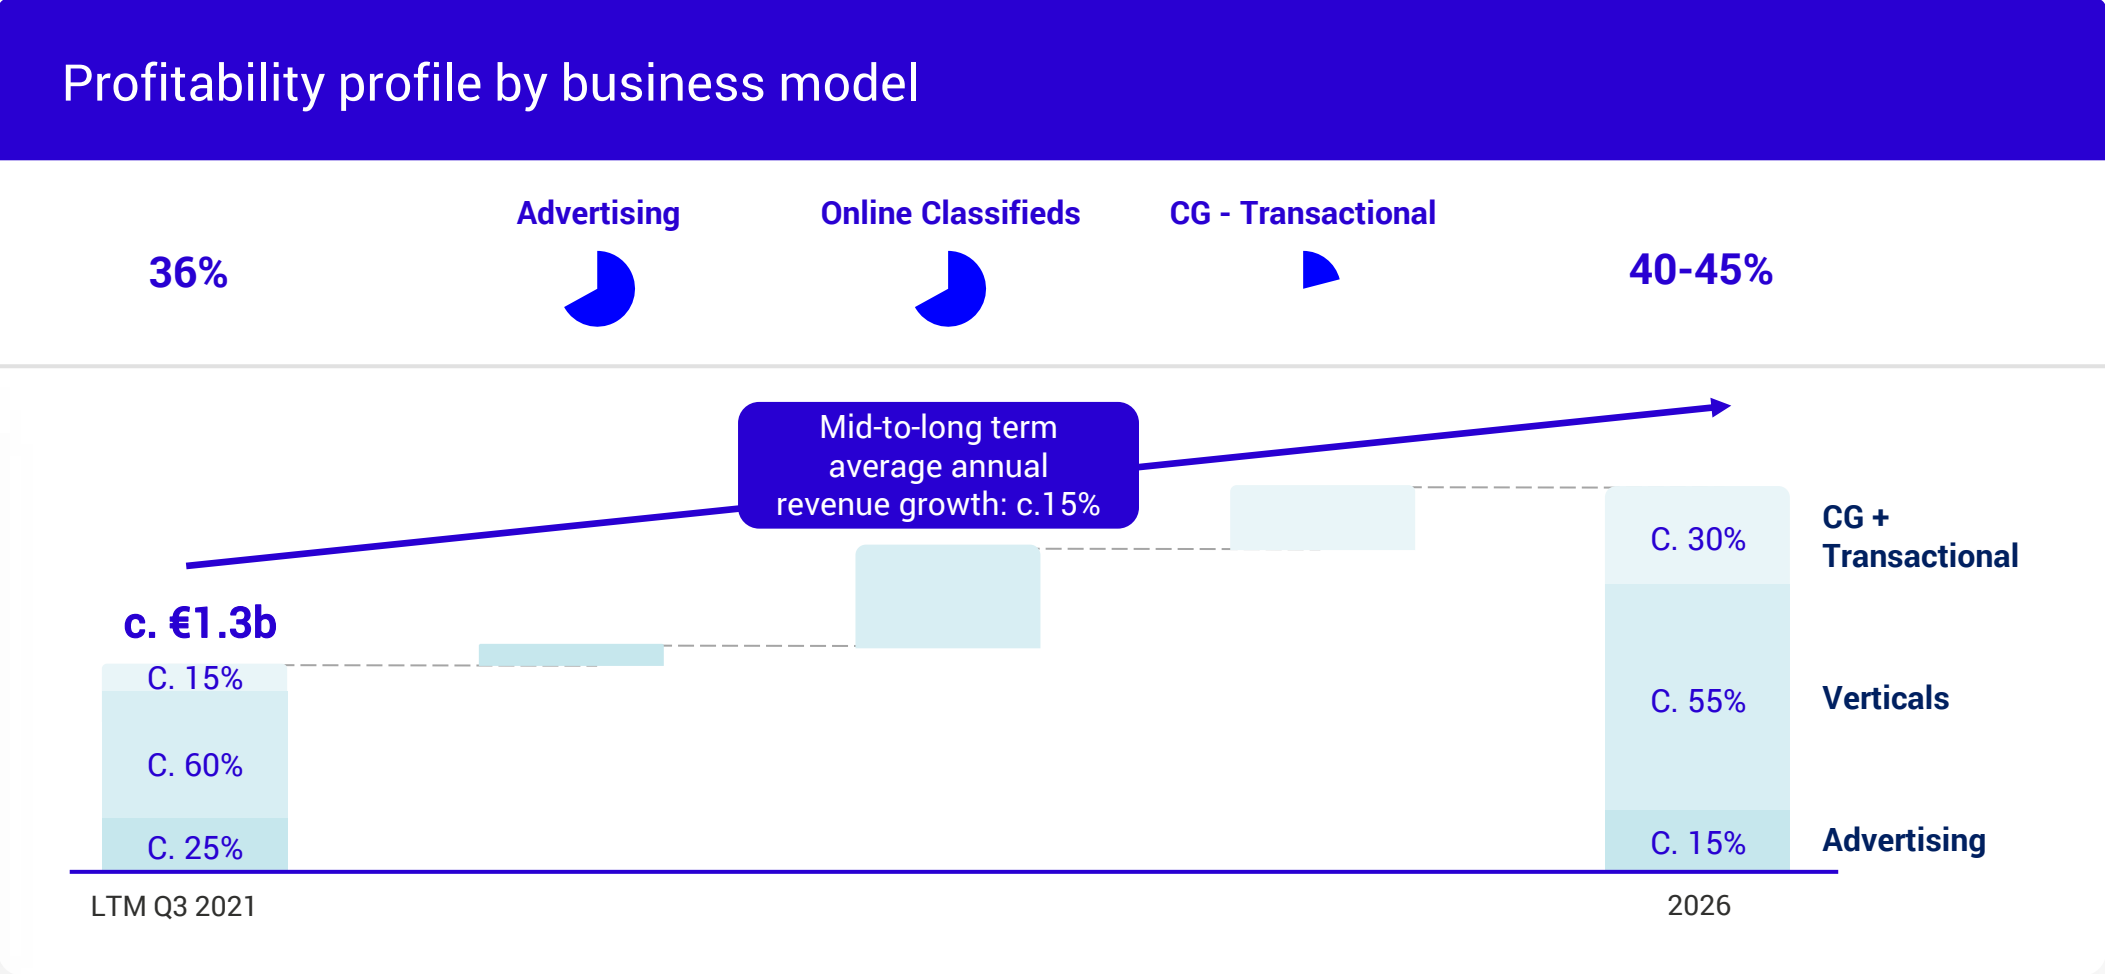 Profitability profile by business model
Advertising
Online Classifieds
CG - Transactional
36%
40-45%
Mid-to-long term
average annual
revenue growth: c.15%
c. €1.3b
C. 15%
C. 60%
C. 25%
C. 30%
C. 55%
C. 15%
CG +
Transactional
Verticals
Advertising
LTM Q3 2021
2026